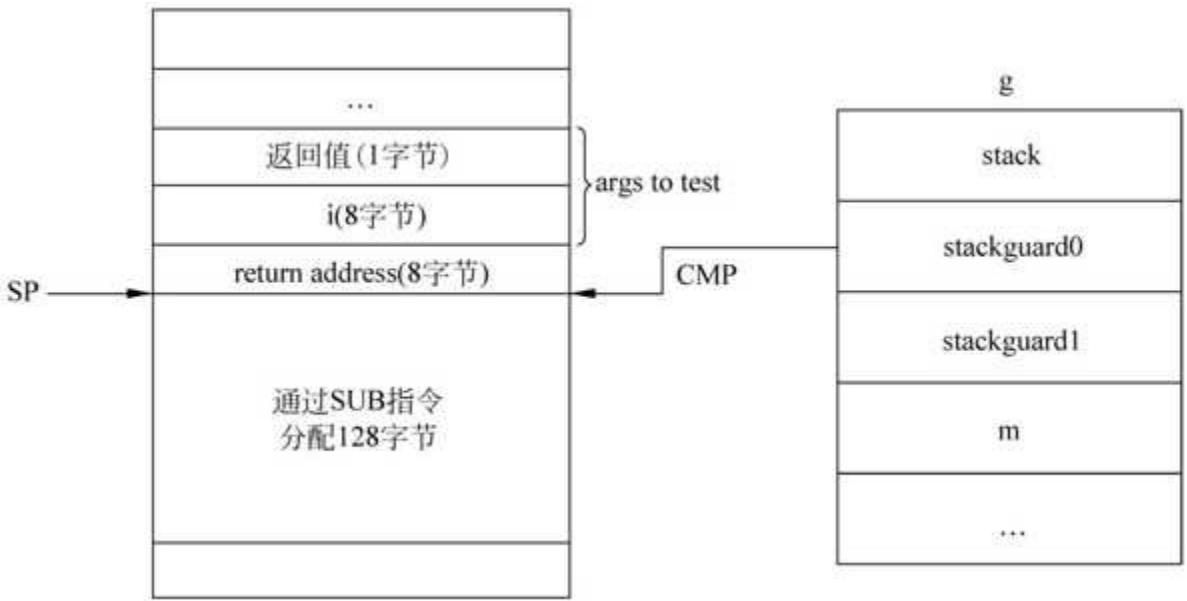 …
返回值(1字节)
i(8字节)
args to test
return address(8字节)
SP
CMP
通过SUB指令
分配128字节
g
stack
stackguard0
stackguard1
m
…